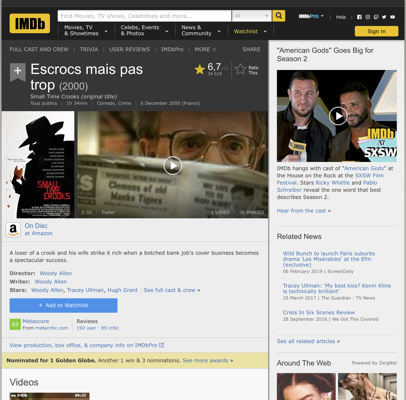 IMDb
Find Movies, TV shows, Celebrities and more...
All
Movies, TV & Showtimes
Celebs, Events & Photos
News & Community
Watchlist
IMDbPro
Help
Sign in
FULL CAST AND CREW | TRIVIA | USER REVIEWS | IMDbPro | MORE
SHARE
Escrocs mais pas trop (2000)
Small Time Crooks (original title)
Tous publics | 1h 34min | Comedy, Crime | 6 December 2000 (France)
6,7
Rate This
SMALL TIME CROOKS
Clemens of old
Manks Tigers
0:32 | Trailer
1 VIDEO
36 IMAGES
On Disc
at Amazon
A loser of a crook and his wife strike it rich when a botched bank job's cover business becomes
a spectacular success.
Director: Woody Allen
Writer: Woody Allen
Stars: Woody Allen, Tracey Ullman, Hugh Grant | See full cast & crew »
+ Add to Watchlist
Metascore
From metacritic.com
Reviews
192 user | 89 critic
View production, box office, & company info on IMDbPro
Nominated for 1 Golden Globe. Another 1 win & 3 nominations. See more awards »
Videos
"American Gods" Goes Big for
Season 2
IMDb
at
SXSW
IMDb hangs with cast of "American Gods" at
the House on the Rock at the SXSW Film
Festival. Stars Ricky Whittle and Pablo
Schreiber reveal the one word that best
describes Season 2.
Hear from the cast »
Related News
Wild Bunch to launch Paris suburbs
drama 'Les Misérables' at the Efm
(exclusive)
06 February 2019 | ScreenDaily
Tracey Ullman: 'My best kiss? Kevin Kline
is technically brilliant'
25 March 2017 | The Guardian - TV News
Crisis In Six Scenes Review
28 September 2016 | We Got This Covered
See all related articles »
Around The Web
Powered by ZergNet